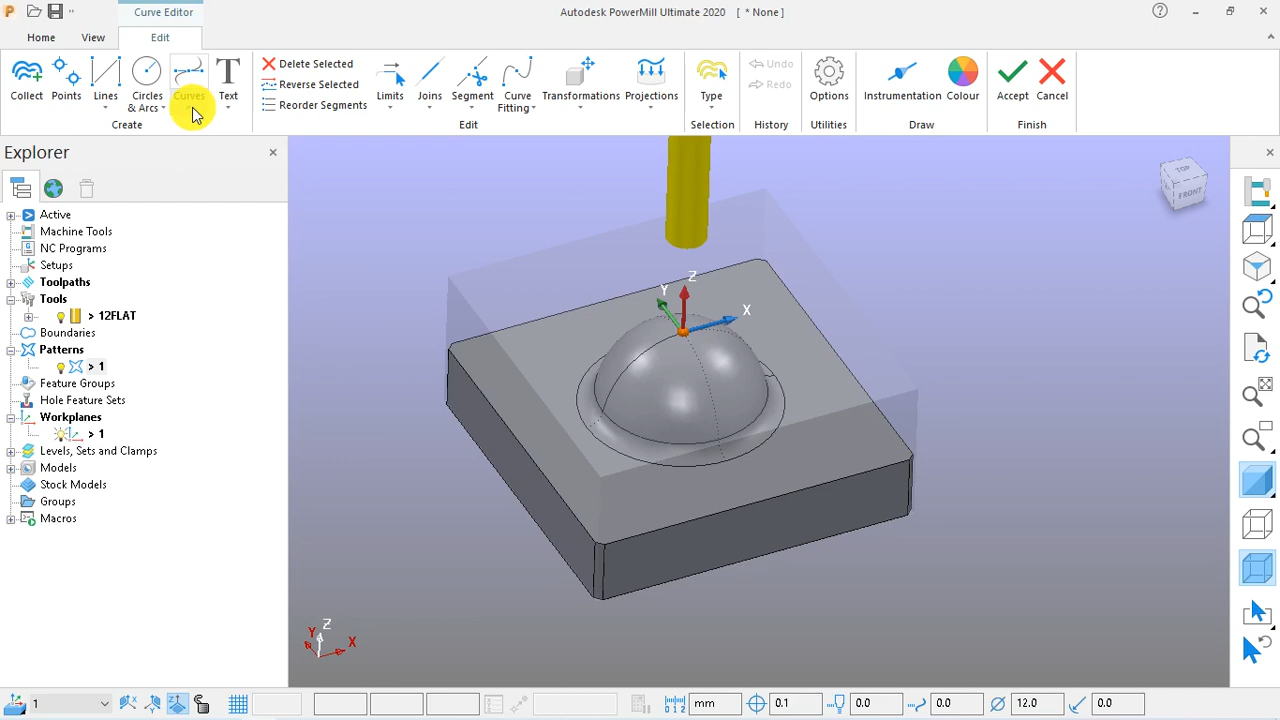 P
Curve Editor
Autodesk PowerMill Ultimate 2020 [ * None ]
Home
View
Edit
Collect
Points
Lines
Circles
& Arcs
Curves
Text
Create
Delete Selected
Reverse Selected
Reorder Segments
Limits
Joins
Segment
Curve
Fitting
Transformations
Projections
Edit
Type
Selection
Undo
Redo
History
Options
Utilities
Instrumentation
Colour
Draw
Accept
Cancel
Finish
Explorer
Active
Machine Tools
NC Programs
Setups
Toolpaths
Tools
> 12FLAT
Boundaries
Patterns
> 1
Feature Groups
Hole Feature Sets
Workplanes
> 1
Levels, Sets and Clamps
Models
Stock Models
Groups
Macros
Z
Y
X
TOP
FRONT
Z
Y
X
1
mm
0.1
0.0
0.0
12.0
0.0